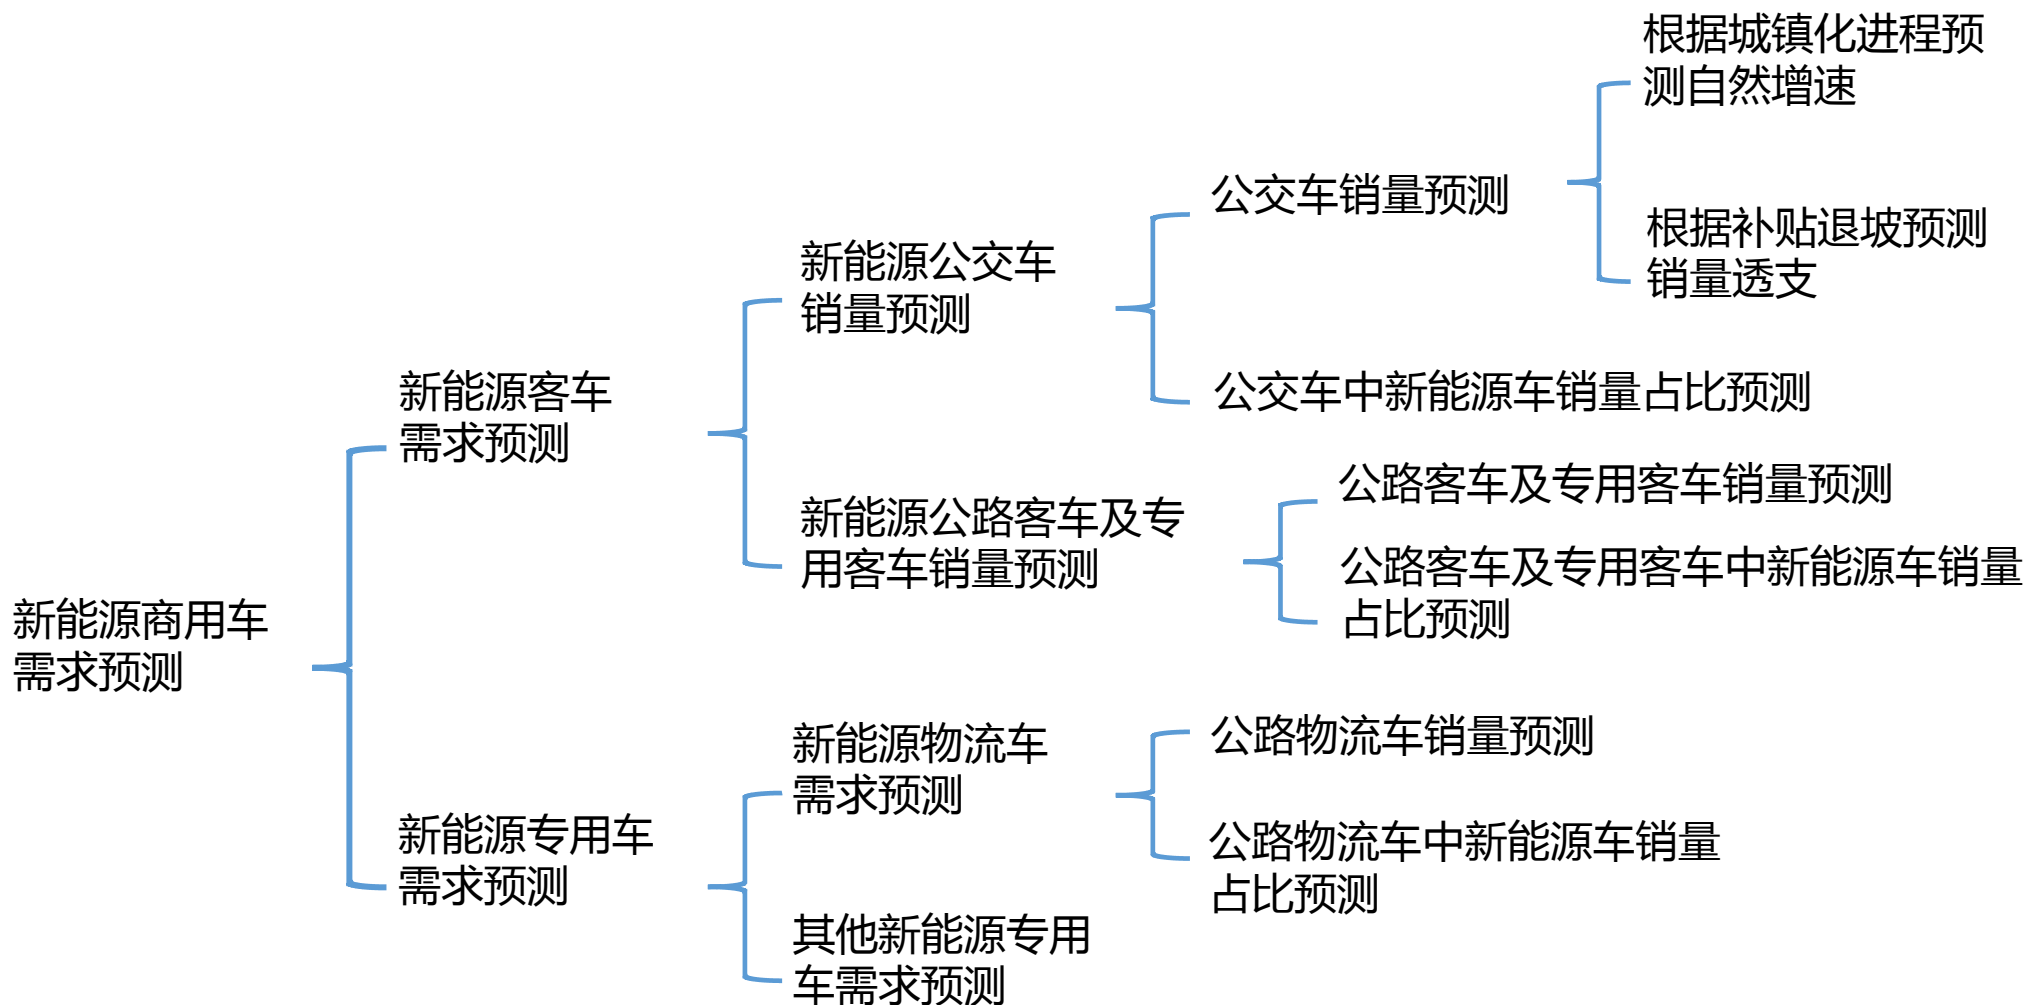 根据城镇化进程预
测自然增速
公交车销量预测
根据补贴退坡预测
销量透支
新能源公交车
销量预测
公交车中新能源车销量占比预测
新能源客车
需求预测
公路客车及专用客车销量预测
新能源公路客车及专
用客车销量预测
公路客车及专用客车中新能源车销量
占比预测
新能源商用车
需求预测
新能源物流车
需求预测
公路物流车销量预测
新能源专用车
需求预测
公路物流车中新能源车销量
占比预测
其他新能源专用
车需求预测